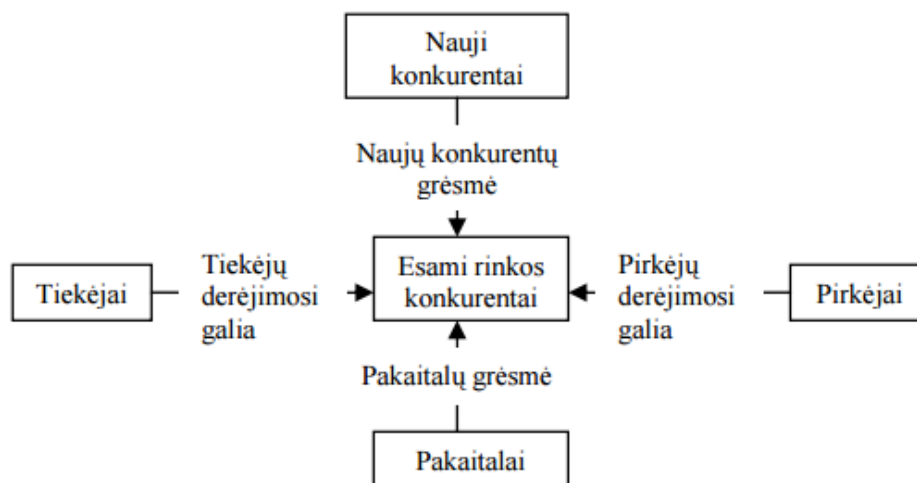 Nauji
konkurentai
Naujų konkurentų
grėsmė
Tiekėjai
Tiekėjų
derėjimosi
galia
Esami rinkos
konkurentai
Pirkėjų
derėjimosi
galia
Pirkėjai
Pakaitalų grėsmė
Pakaitalai